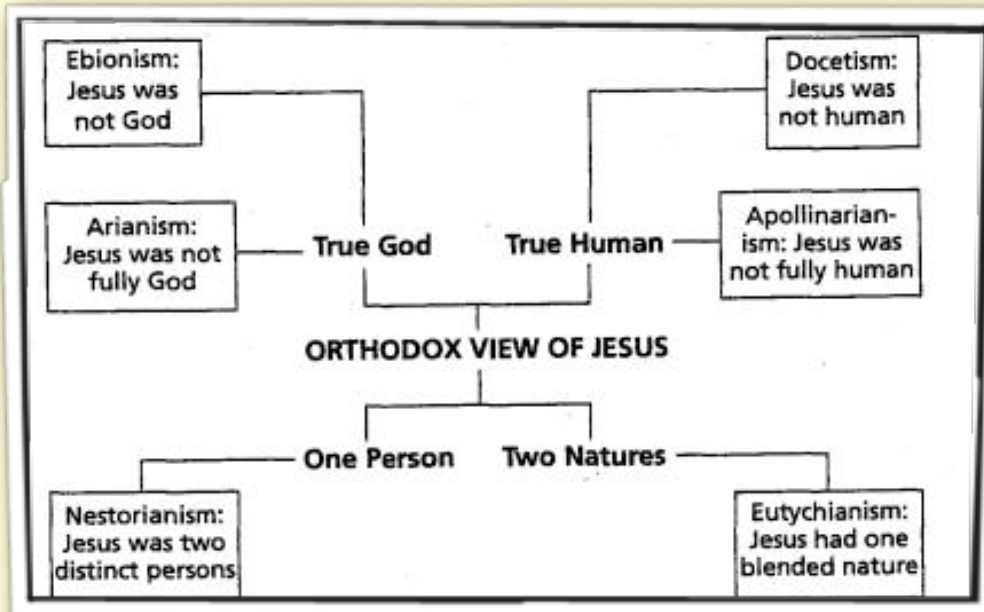 Ebionism:
Jesus was
not God
Docetism:
Jesus was
not human
Arianism:
Jesus was not
fully God
True God
True Human
Apollinarian-
ism: Jesus was
not fully human
ORTHODOX VIEW OF JESUS
One Person
Two Natures
Nestorianism:
Jesus was two
distinct persons
Eutychianism:
Jesus had one
blended nature